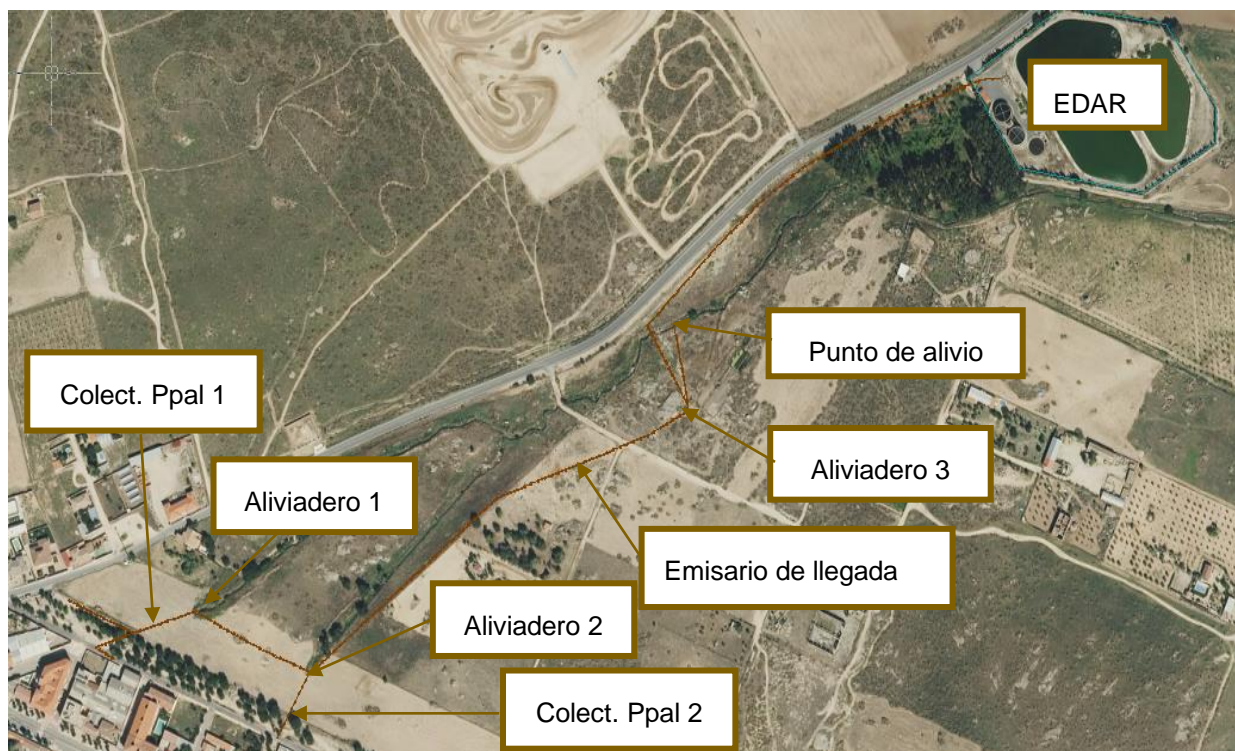 EDAR
Punto de alivio
Colect. Ppal 1
Aliviadero 3
Aliviadero 1
Emisario de llegada
Aliviadero 2
Colect. Ppal 2